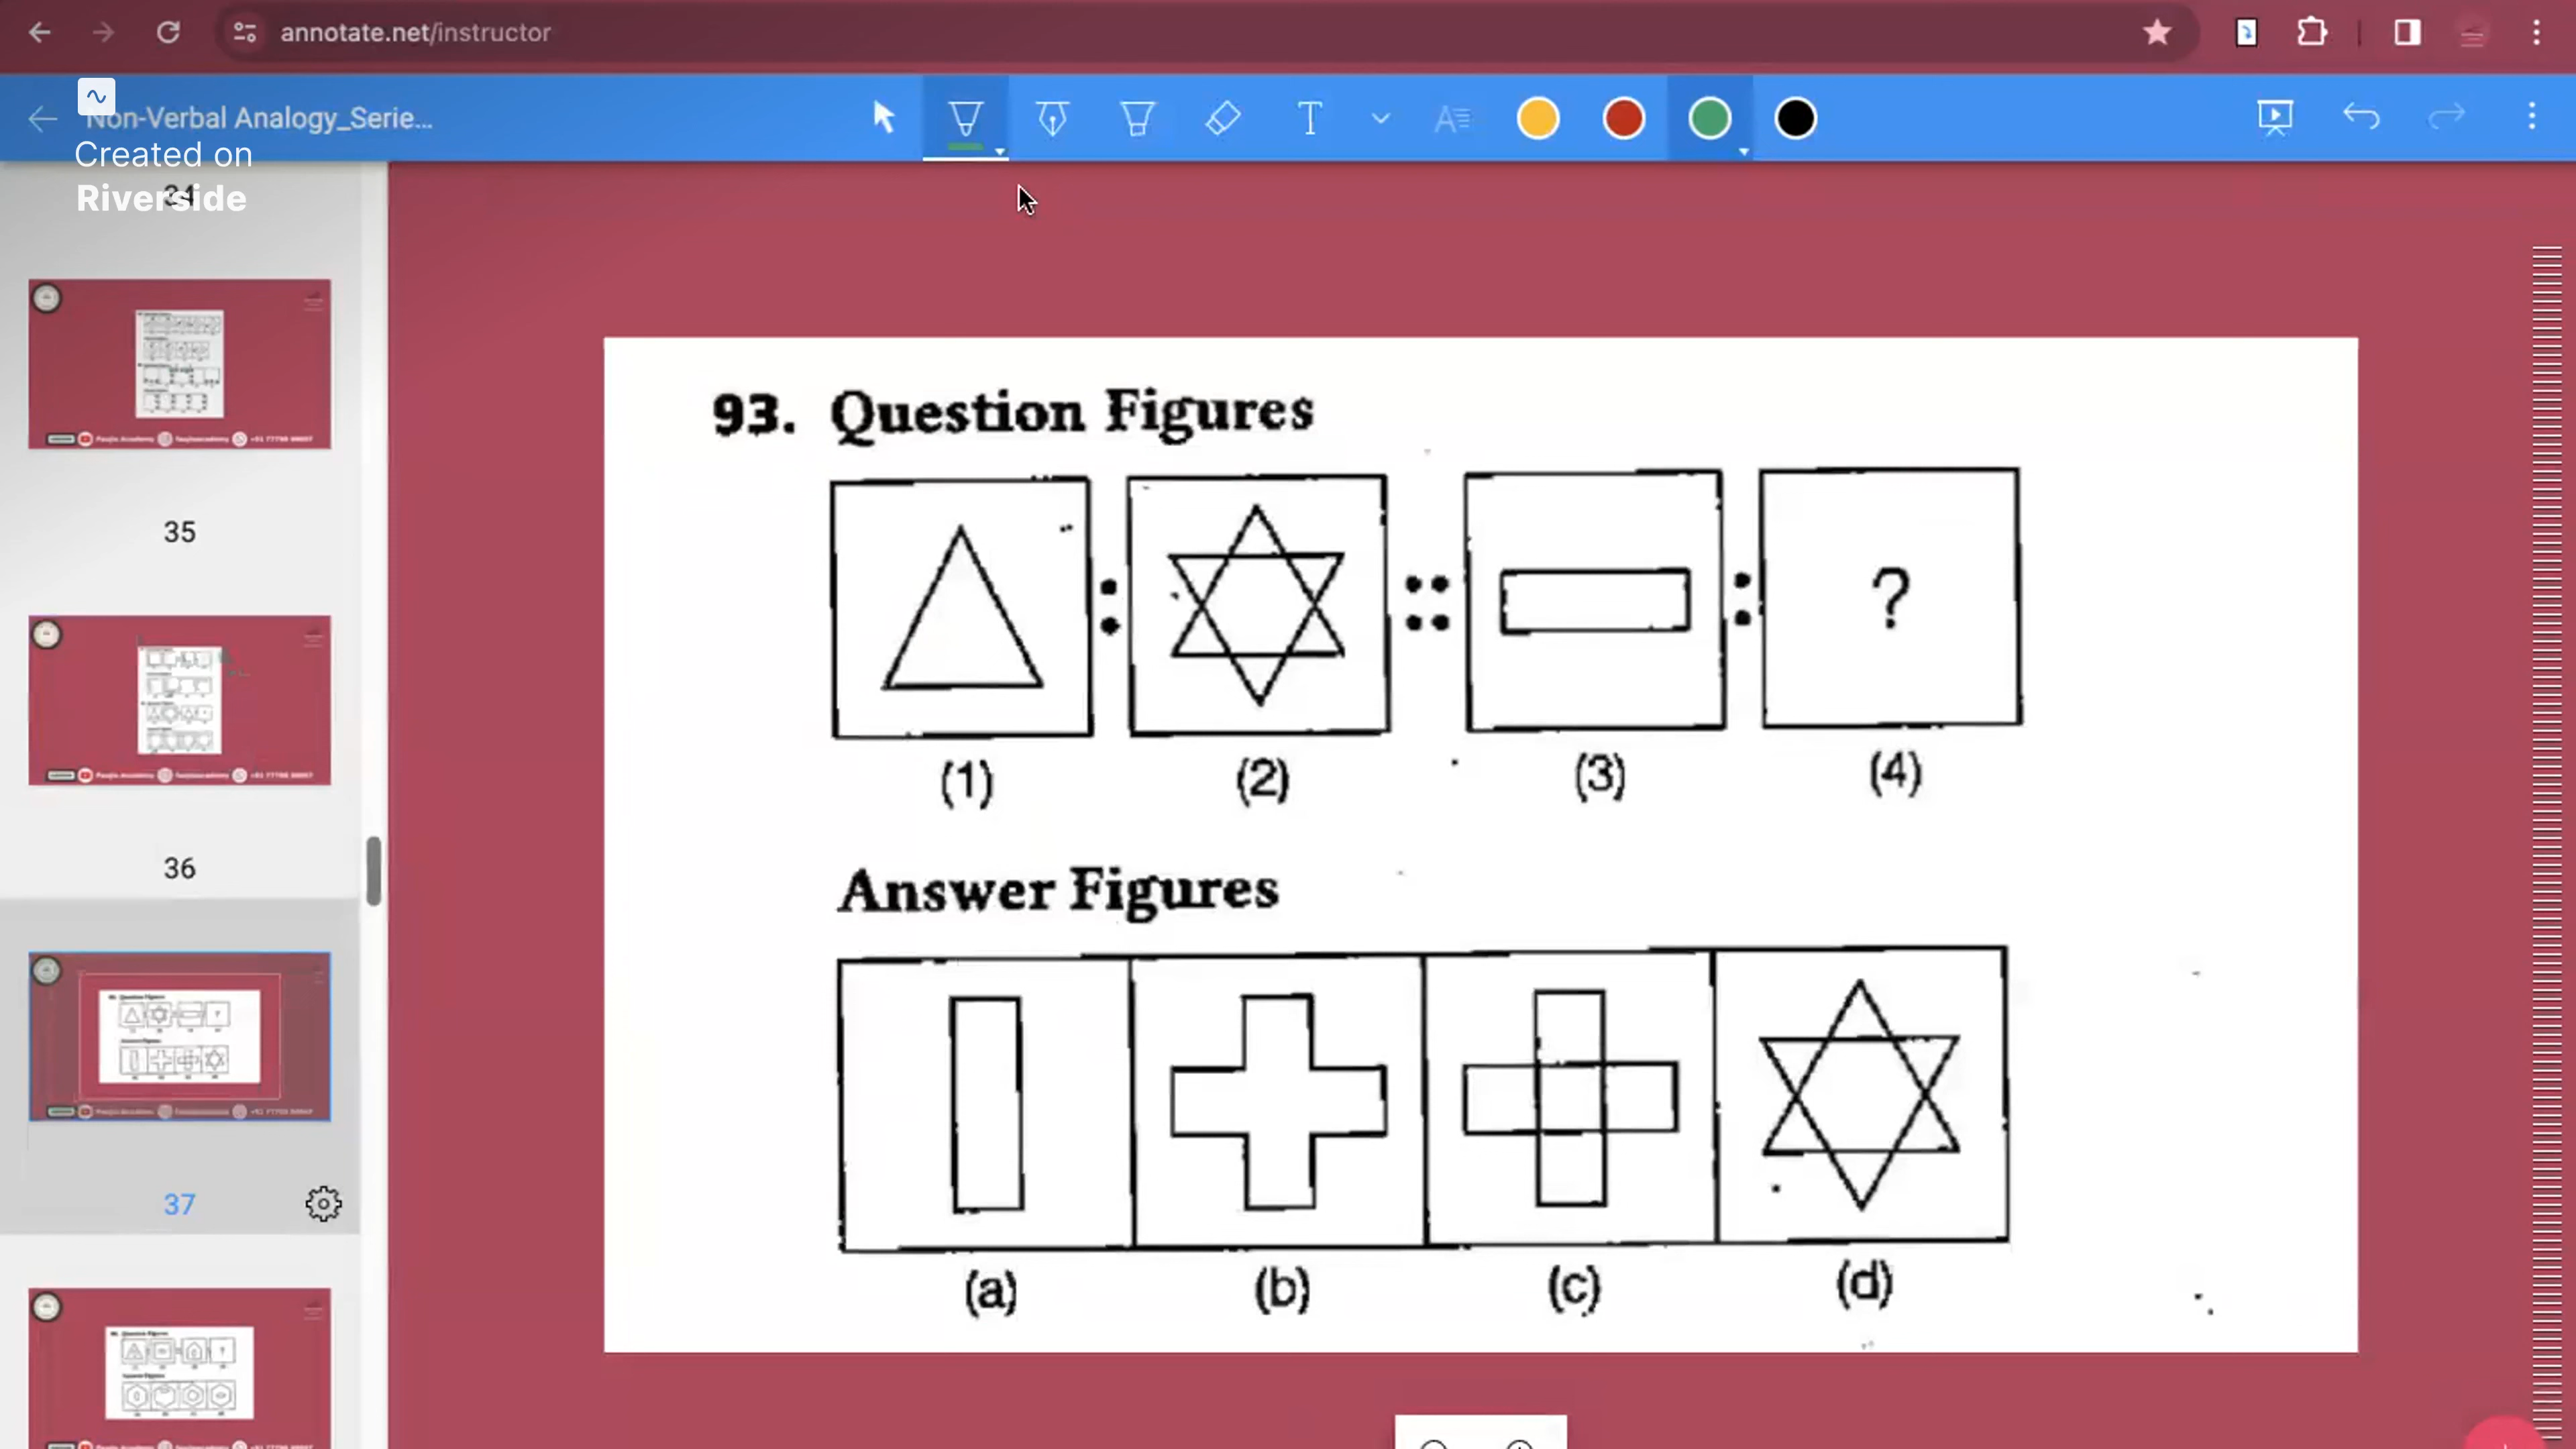 annotate.net/instructor
Non-Verbal Analogy_Serie...
Created on
Riverside
34
35
36
37
93. Question Figures
?
(1) (2) (3) (4)
Answer Figures
(a) (b) (c) (d)